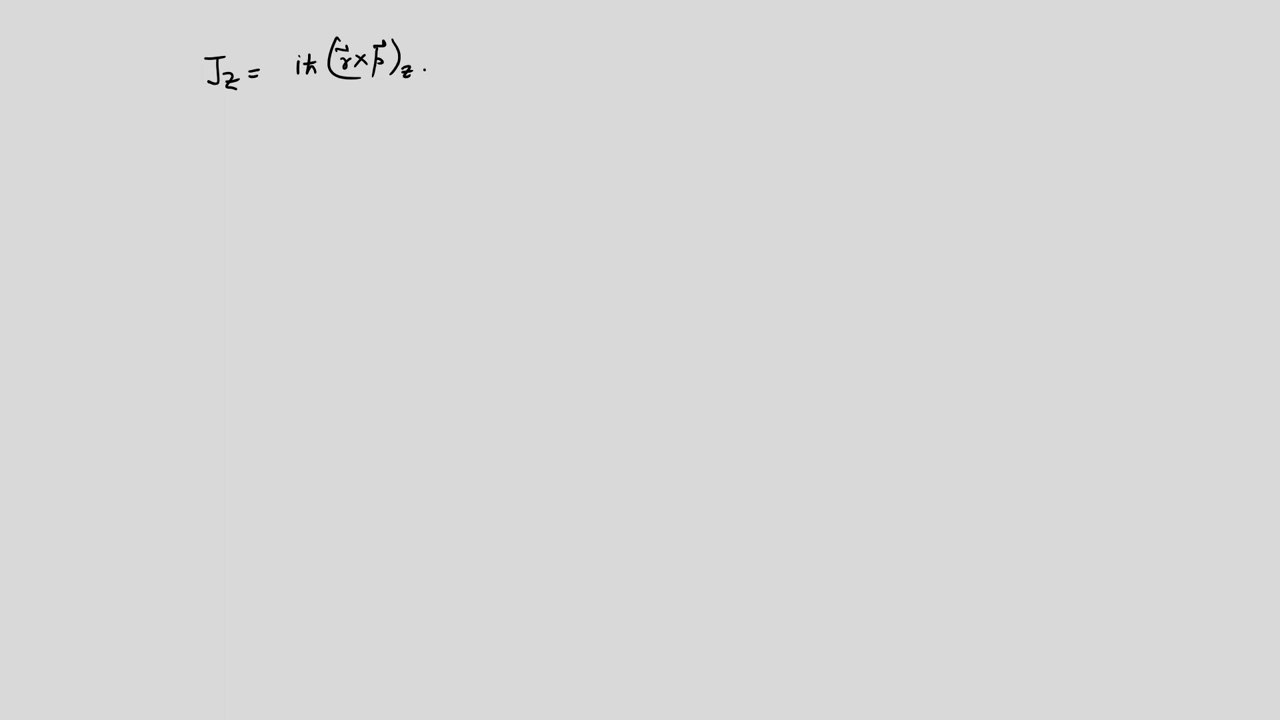 J_z = iħ (r⃗ × p⃗)_z .